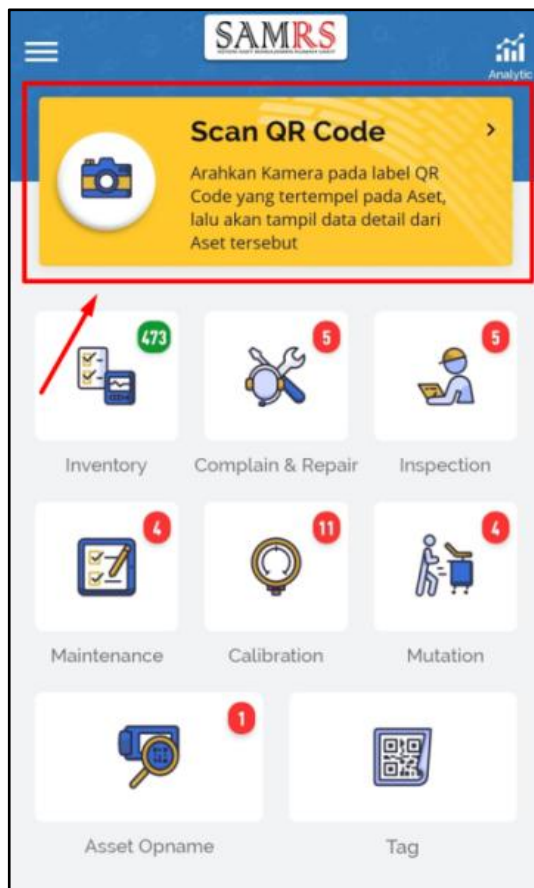 SAMRS
Analytic
Scan QR Code
Arahkan Kamera pada label QR
Code yang tertempel pada Aset,
lalu akan tampil data detail dari
Aset tersebut
473
5
5
Inventory
Complain & Repair
Inspection
4
11
4
Maintenance
Calibration
Mutation
1
Asset Opname
Tag